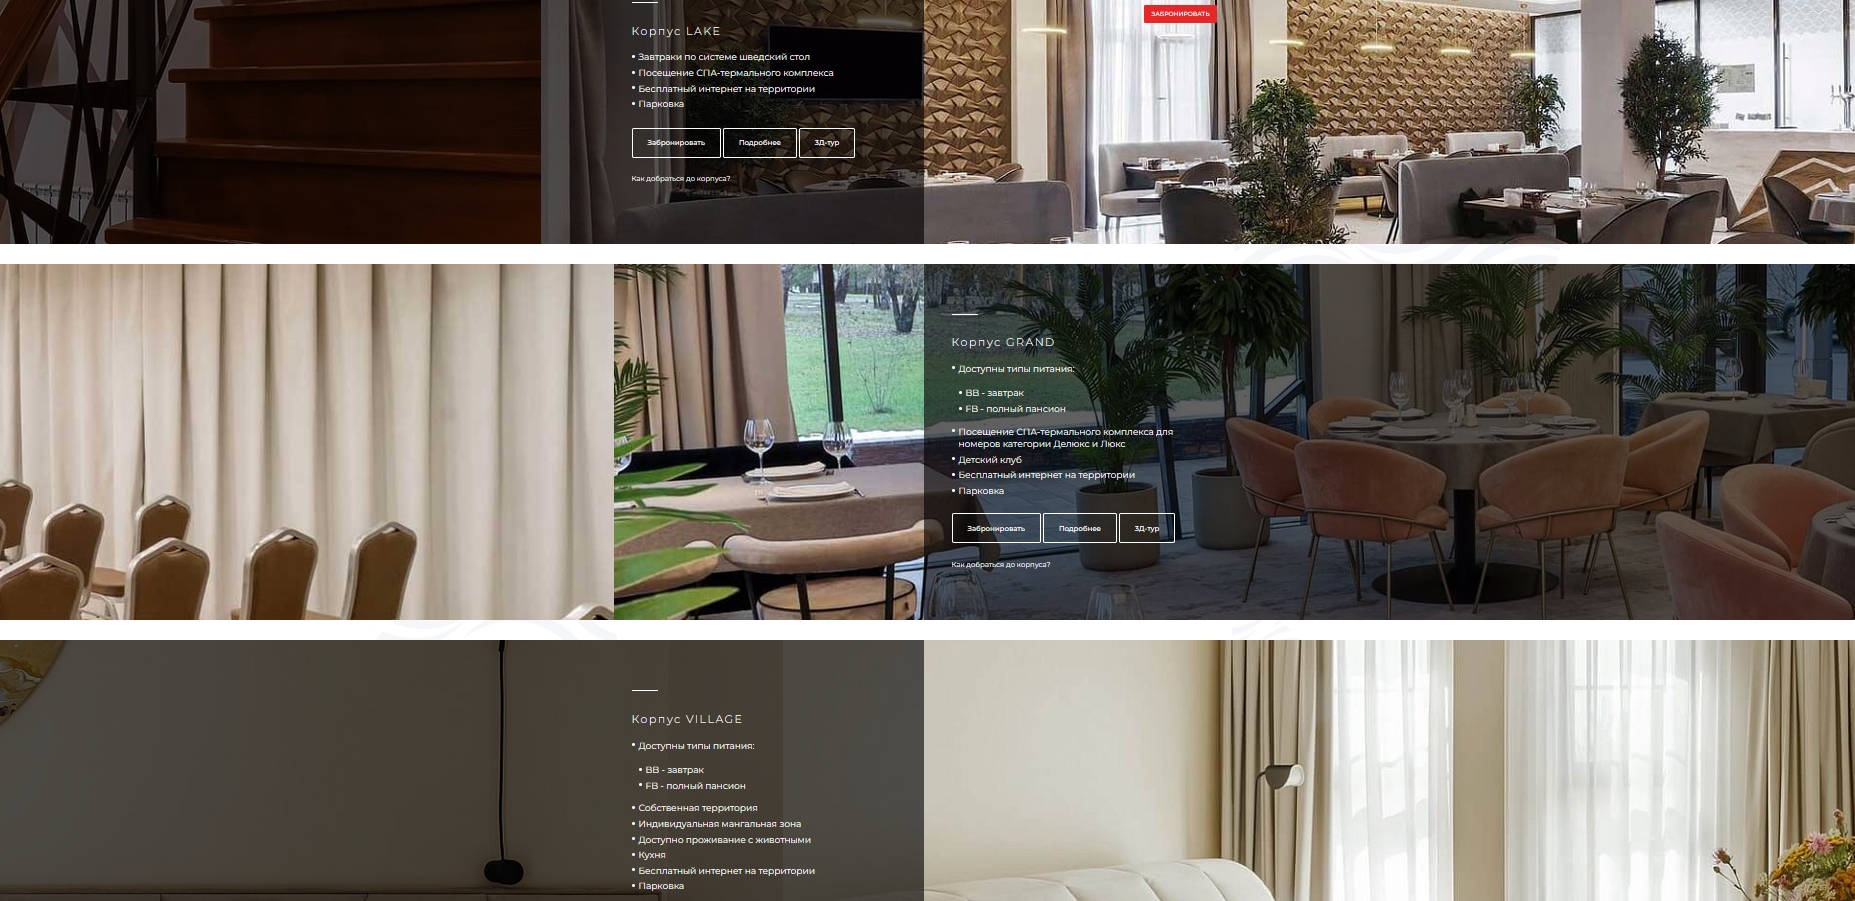 ЗАБРОНИРОВАТЬ
Корпус LAKE
• Завтраки по системе шведский стол
• Посещение СПА-термального комплекса
• Бесплатный интернет на территории
• Парковка
Забронировать Подробнее 3Д-тур
Как добраться до корпуса?
Корпус GRAND
• Доступны типы питания:
• BB - завтрак
• FB - полный пансион
• Посещение СПА-термального комплекса для
номеров категории Делюкс и Люкс
• Детский клуб
• Бесплатный интернет на территории
• Парковка
Забронировать Подробнее 3Д-тур
Как добраться до корпуса?
Корпус VILLAGE
• Доступны типы питания:
• BB - завтрак
• FB - полный пансион
• Собственная территория
• Индивидуальная мангальная зона
• Доступно проживание с животными
• Кухня
• Бесплатный интернет на территории
• Парковка